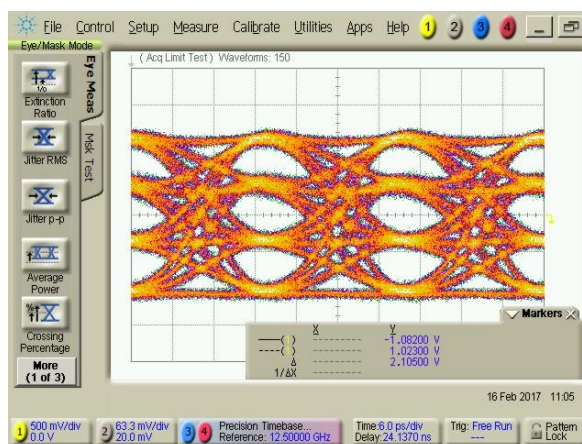 File Control Setup Measure Calibrate Utilities Apps Help 1 2 3 4
Eye/Mask Mode
( Acq Limit Test ) Waveforms: 150
Eye Meas
Msk Test
1/0
Extinction
Ratio
Jitter RMS
Jitter p-p
Average
Power
%
Crossing
Percentage
More
(1 of 3)
Markers
X Y
1 -1.08200 V
1 1.02300 V
Δ 2.10500 V
1/ΔX
16 Feb 2017 11:05
1 500 mV/div
0.0 V
2 63.3 mV/div
20.0 mV
3 4 Precision Timebase...
Reference: 12.50000 GHz
Time:6.0 ps/div
Delay:24.1370 ns
Trig: Free Run
---
Pattern
Lock